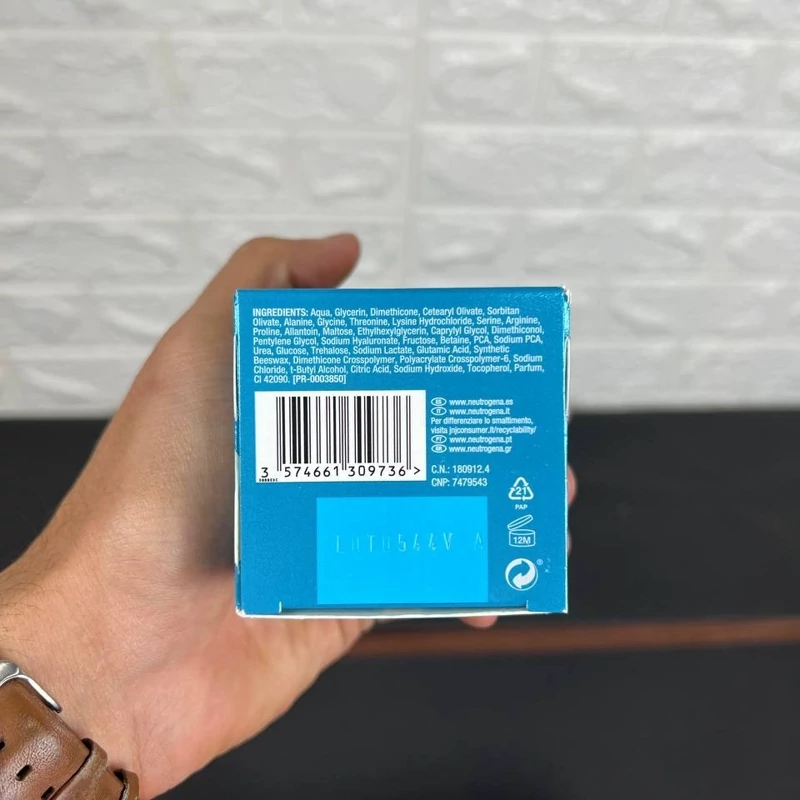 INGREDIENTS: Aqua, Glycerin, Dimethicone, Cetearyl Olivate, Sorbitan
Olivate, Alanine, Glycine, Threonine, Lysine Hydrochloride, Serine, Arginine,
Proline, Allantoin, Maltose, Ethylhexylglycerin, Caprylyl Glycol, Dimethiconol,
Pentylene Glycol, Sodium Hyaluronate, Fructose, Betaine, PCA, Sodium PCA,
Urea, Glucose, Trehalose, Sodium Lactate, Glutamic Acid, Synthetic
Beeswax, Dimethicone Crosspolymer, Polyacrylate Crosspolymer-6, Sodium
Chloride, t-Butyl Alcohol, Citric Acid, Sodium Hydroxide, Tocopherol, Parfum,
CI 42090. [PR-0003850]
ES www.neutrogena.es
IT www.neutrogena.it
Per differenziare lo smaltimento,
visita jnjconsumer.it/recyclability/
PT www.neutrogena.pt
GR www.neutrogena.gr
3 574661 309736 >
C.N.: 180912.4
CNP: 7479543
21
PAP
12M
®